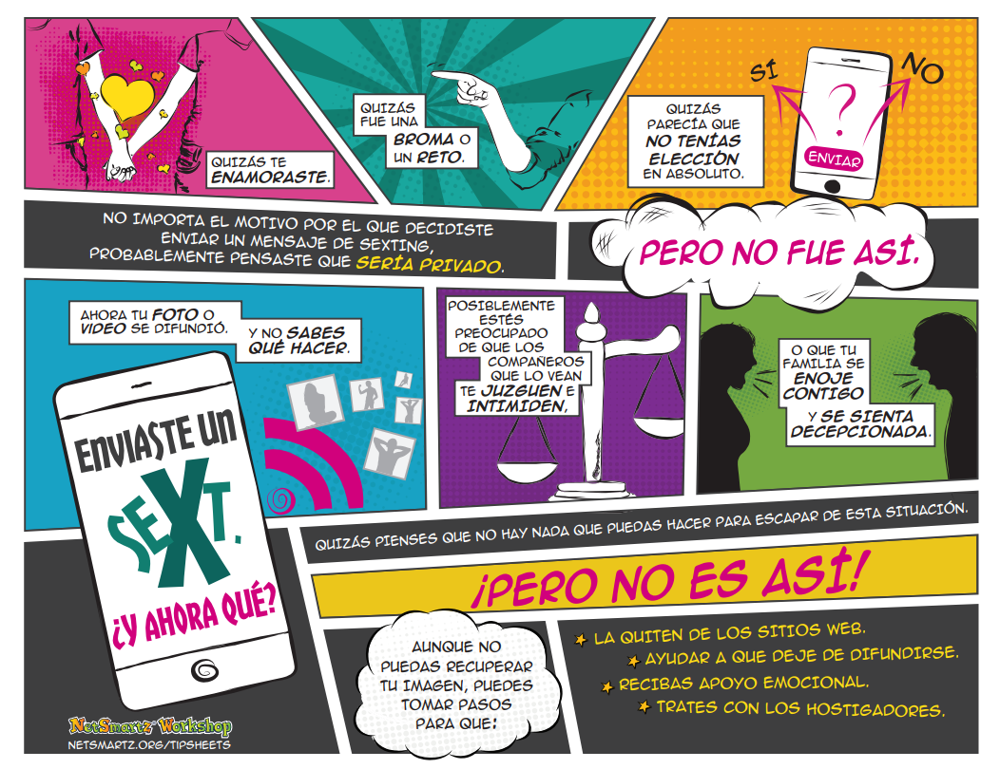 QUIZÁS TE
ENAMORASTE.
QUIZÁS
FUE UNA
BROMA O
UN RETO.
QUIZÁS
PARECÍA QUE
NO TENÍAS
ELECCIÓN
EN ABSOLUTO.
SÍ
NO
?
ENVIAR
NO IMPORTA EL MOTIVO POR EL QUE DECIDISTE
ENVIAR UN MENSAJE DE SEXTING,
PROBABLEMENTE PENSASTE QUE SERÍA PRIVADO.
PERO NO FUE ASÍ.
AHORA TU FOTO O
VIDEO SE DIFUNDIÓ.
Y NO SABES
QUÉ HACER.
POSIBLEMENTE
ESTÉS
PREOCUPADO
DE QUE LOS
COMPAÑEROS
QUE LO VEAN
TE JUZGUEN E
INTIMIDEN,
O QUE TU
FAMILIA SE
ENOJE
CONTIGO
Y SE SIENTA
DECEPCIONADA.
ENVIASTE UN
SEXT.
¿Y AHORA QUÉ?
QUIZÁS PIENSES QUE NO HAY NADA QUE PUEDAS HACER PARA ESCAPAR DE ESTA SITUACIÓN.
¡PERO NO ES ASÍ!
AUNQUE NO
PUEDAS RECUPERAR
TU IMAGEN, PUEDES
TOMAR PASOS
PARA QUE:
LA QUITEN DE LOS SITIOS WEB.
AYUDAR A QUE DEJE DE DIFUNDIRSE.
RECIBAS APOYO EMOCIONAL.
TRATES CON LOS HOSTIGADORES.
NetSmartz® Workshop
NETSMARTZ.ORG/TIPSHEETS